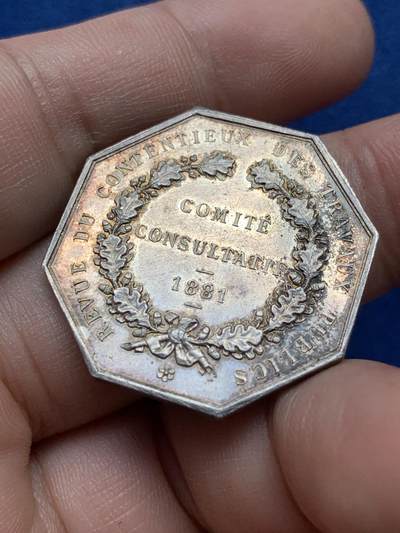 REVUE DU CONTENTIEUX DES TRAVAUX PUBLICS
COMITÉ
CONSULTATIF
1881